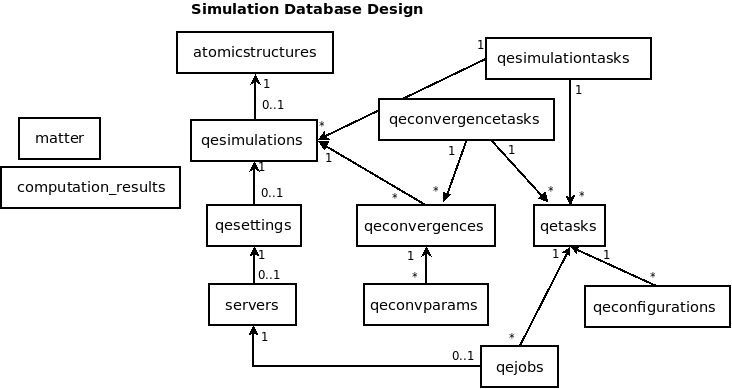 Simulation Database Design
atomicstructures
1
0..1
qesimulationtasks
1
1
qeconvergencetasks
1
1
matter
qesimulations
*
1
1
0..1
computation_results
qesettings
1
0..1
*
*
*
*
qeconvergences
1
*
qetasks
1
1
servers
1
qeconvparams
*
qeconfigurations
*
0..1
qejobs